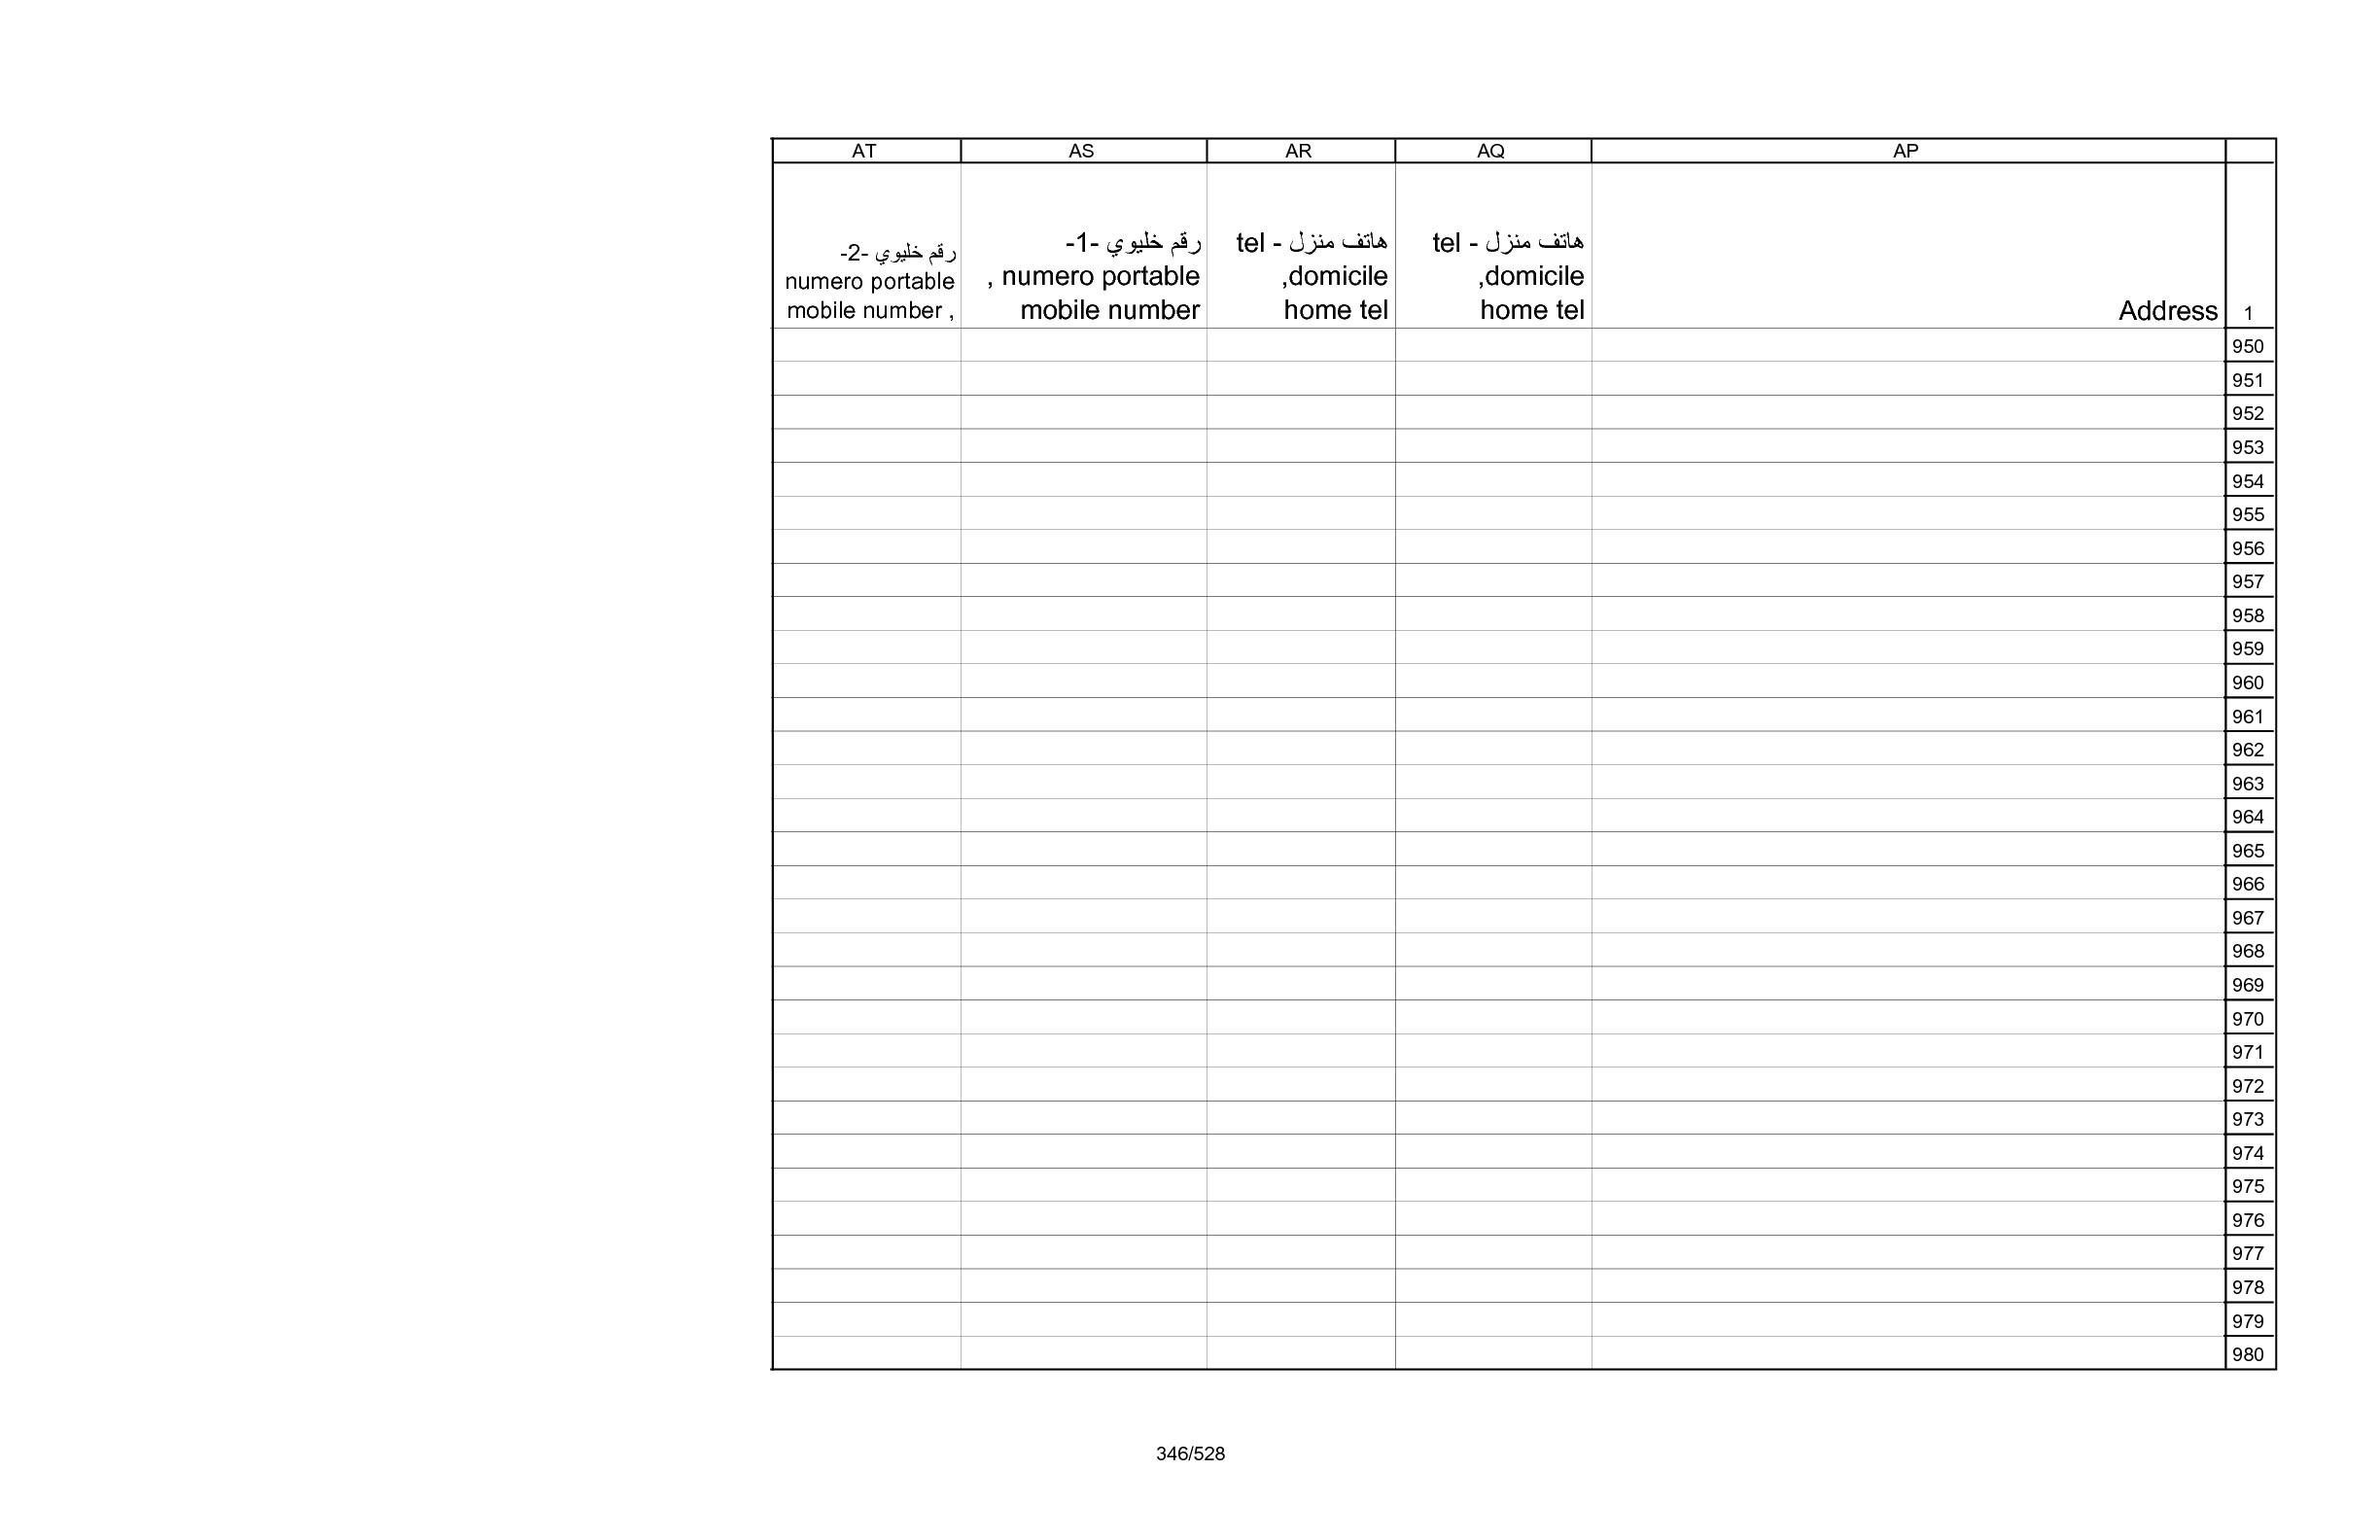 AP AQ AR AS AT
1
Address
هاتف منزل - tel
domicile,
home tel
هاتف منزل - tel
domicile,
home tel
رقم خليوي -1-
numero portable ,
mobile number
رقم خليوي -2-
numero portable
mobile number ,
950
951
952
953
954
955
956
957
958
959
960
961
962
963
964
965
966
967
968
969
970
971
972
973
974
975
976
977
978
979
980
346/528